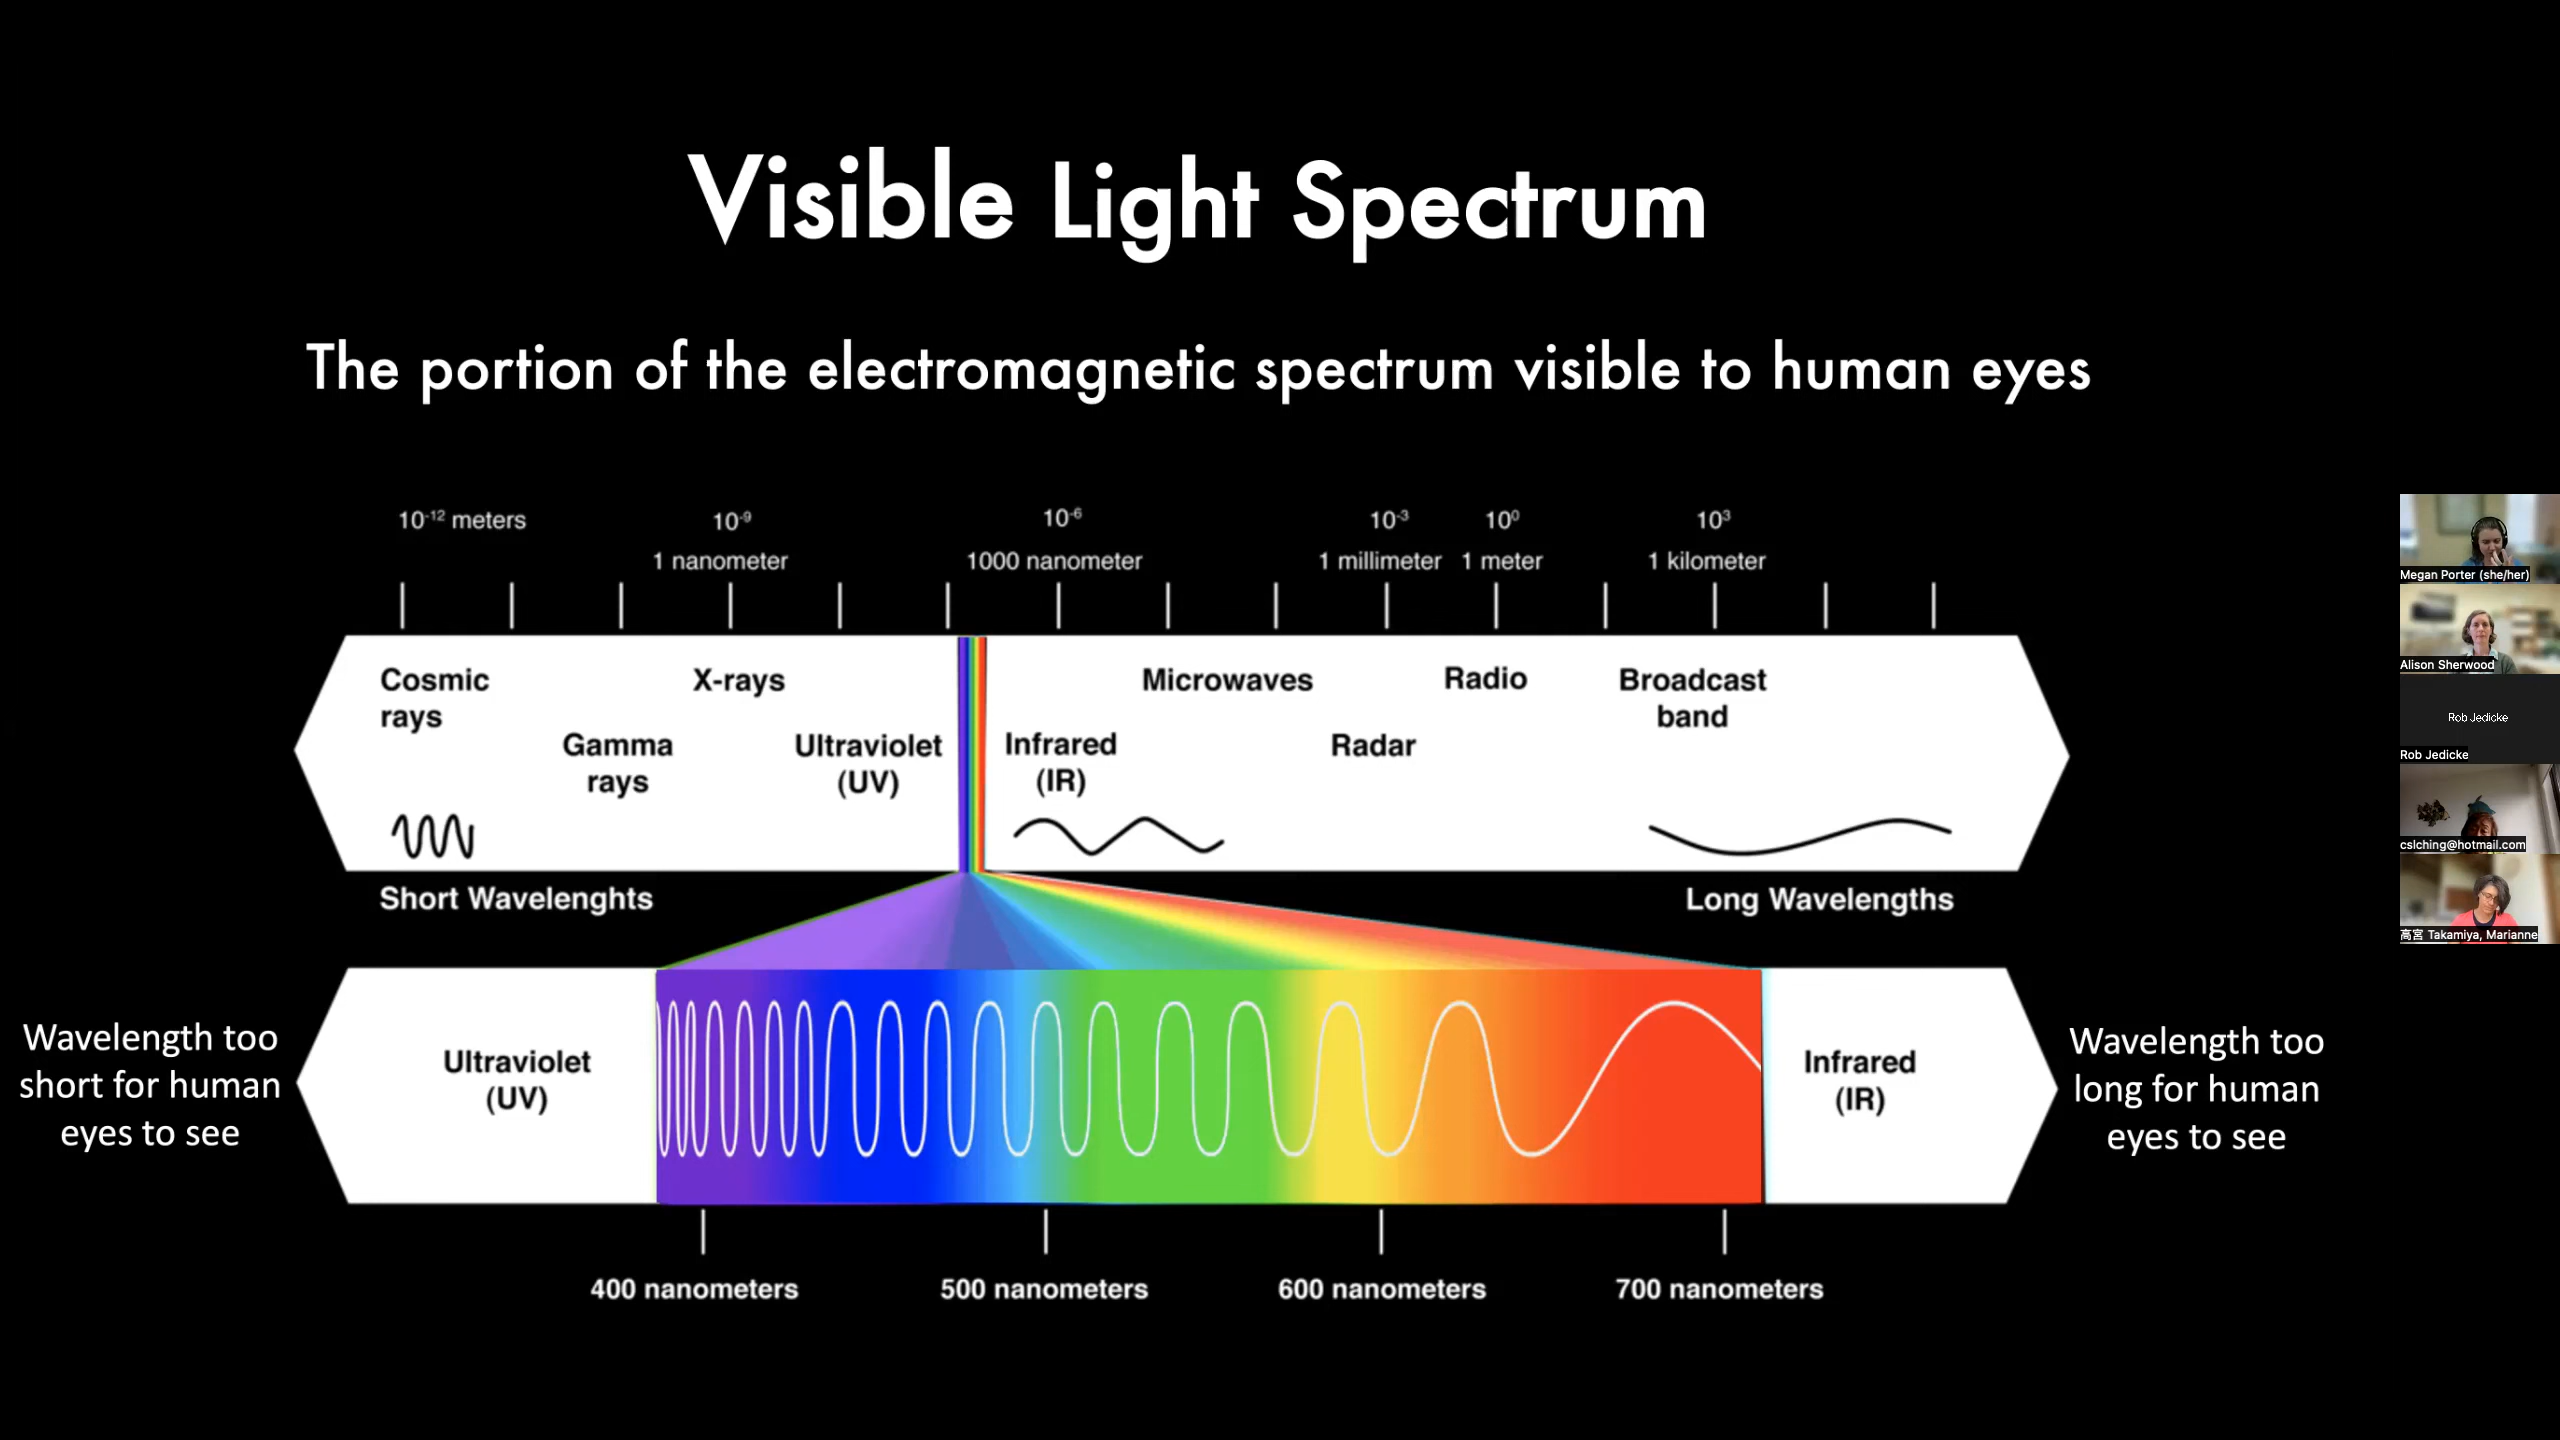 Visible Light Spectrum
The portion of the electromagnetic spectrum visible to human eyes
10⁻¹² meters
10⁻⁹
10⁻⁶
10⁻³
10⁰
10³
1 nanometer
1000 nanometer
1 millimeter
1 meter
1 kilometer
Cosmic
rays
Gamma
rays
X-rays
Ultraviolet
(UV)
Infrared
(IR)
Microwaves
Radar
Radio
Broadcast
band
Short Wavelenghts
Long Wavelengths
Wavelength too
short for human
eyes to see
Ultraviolet
(UV)
Infrared
(IR)
Wavelength too
long for human
eyes to see
400 nanometers
500 nanometers
600 nanometers
700 nanometers
Megan Porter (she/her)
Alison Sherwood
Rob Jedicke
Rob Jedicke
cslching@hotmail.com
高宮 Takamiya, Marianne